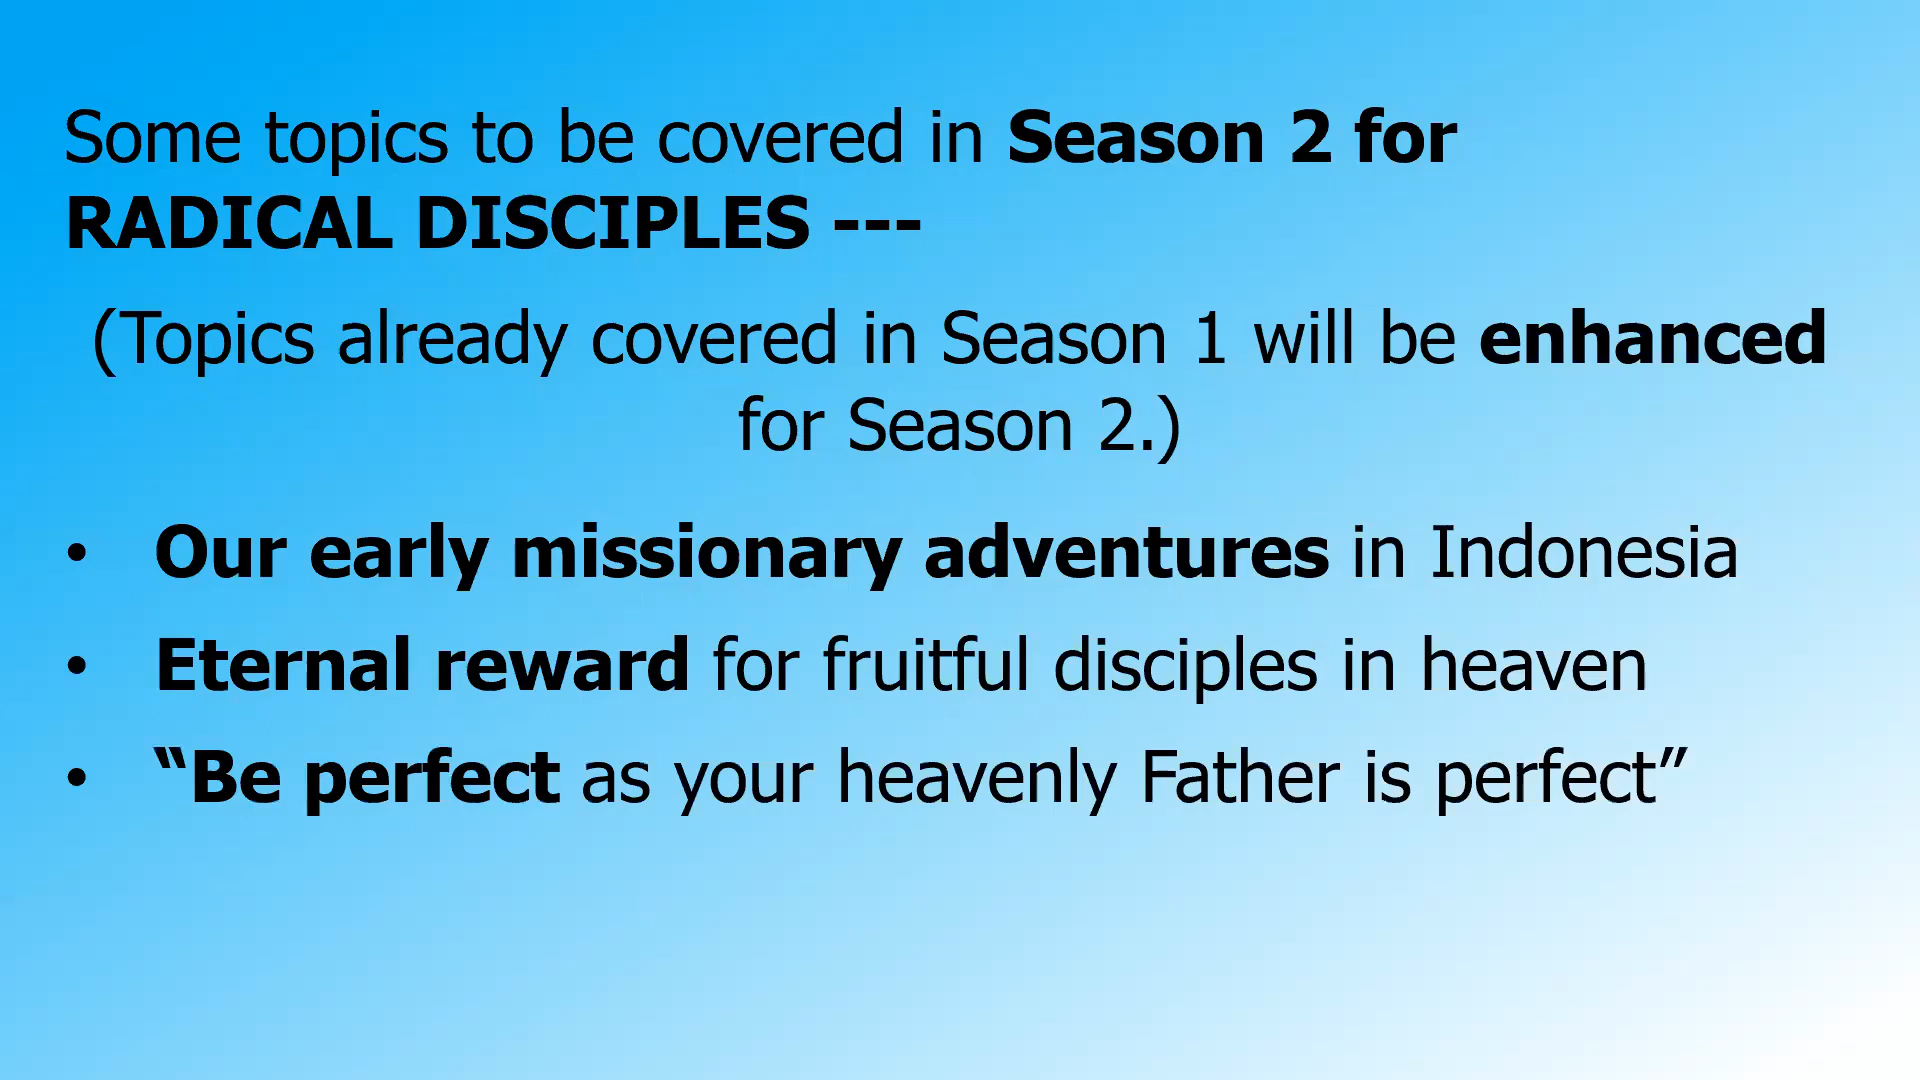 Some topics to be covered in Season 2 for
RADICAL DISCIPLES ---
(Topics already covered in Season 1 will be enhanced
for Season 2.)
• Our early missionary adventures in Indonesia
• Eternal reward for fruitful disciples in heaven
• “Be perfect as your heavenly Father is perfect”